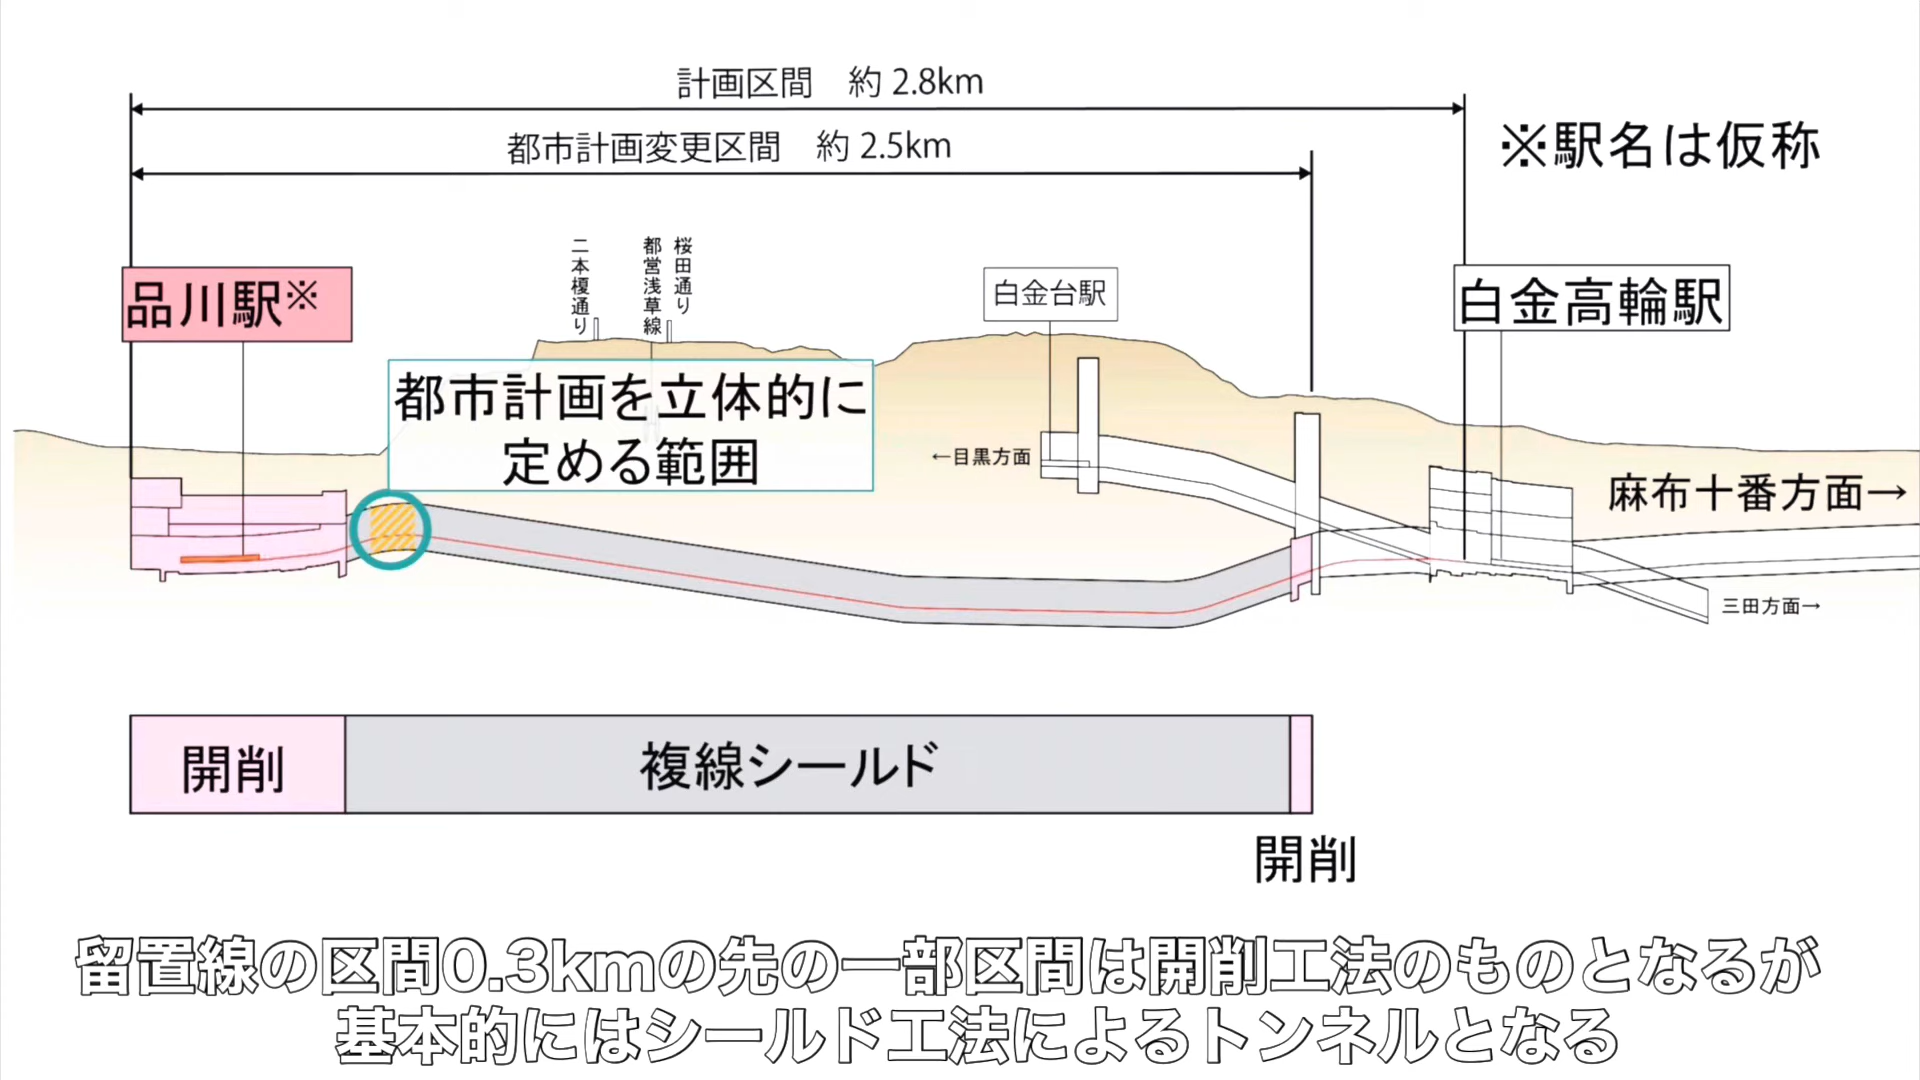 計画区間　約 2.8km
都市計画変更区間　約 2.5km
※駅名は仮称
品川駅※
二本榎通り
都営浅草線
桜田通り
白金台駅
白金高輪駅
都市計画を立体的に
定める範囲
←目黒方面
麻布十番方面→
三田方面→
開削
複線シールド
開削
留置線の区間0.3kmの先の一部区間は開削工法のものとなるが
基本的にはシールド工法によるトンネルとなる